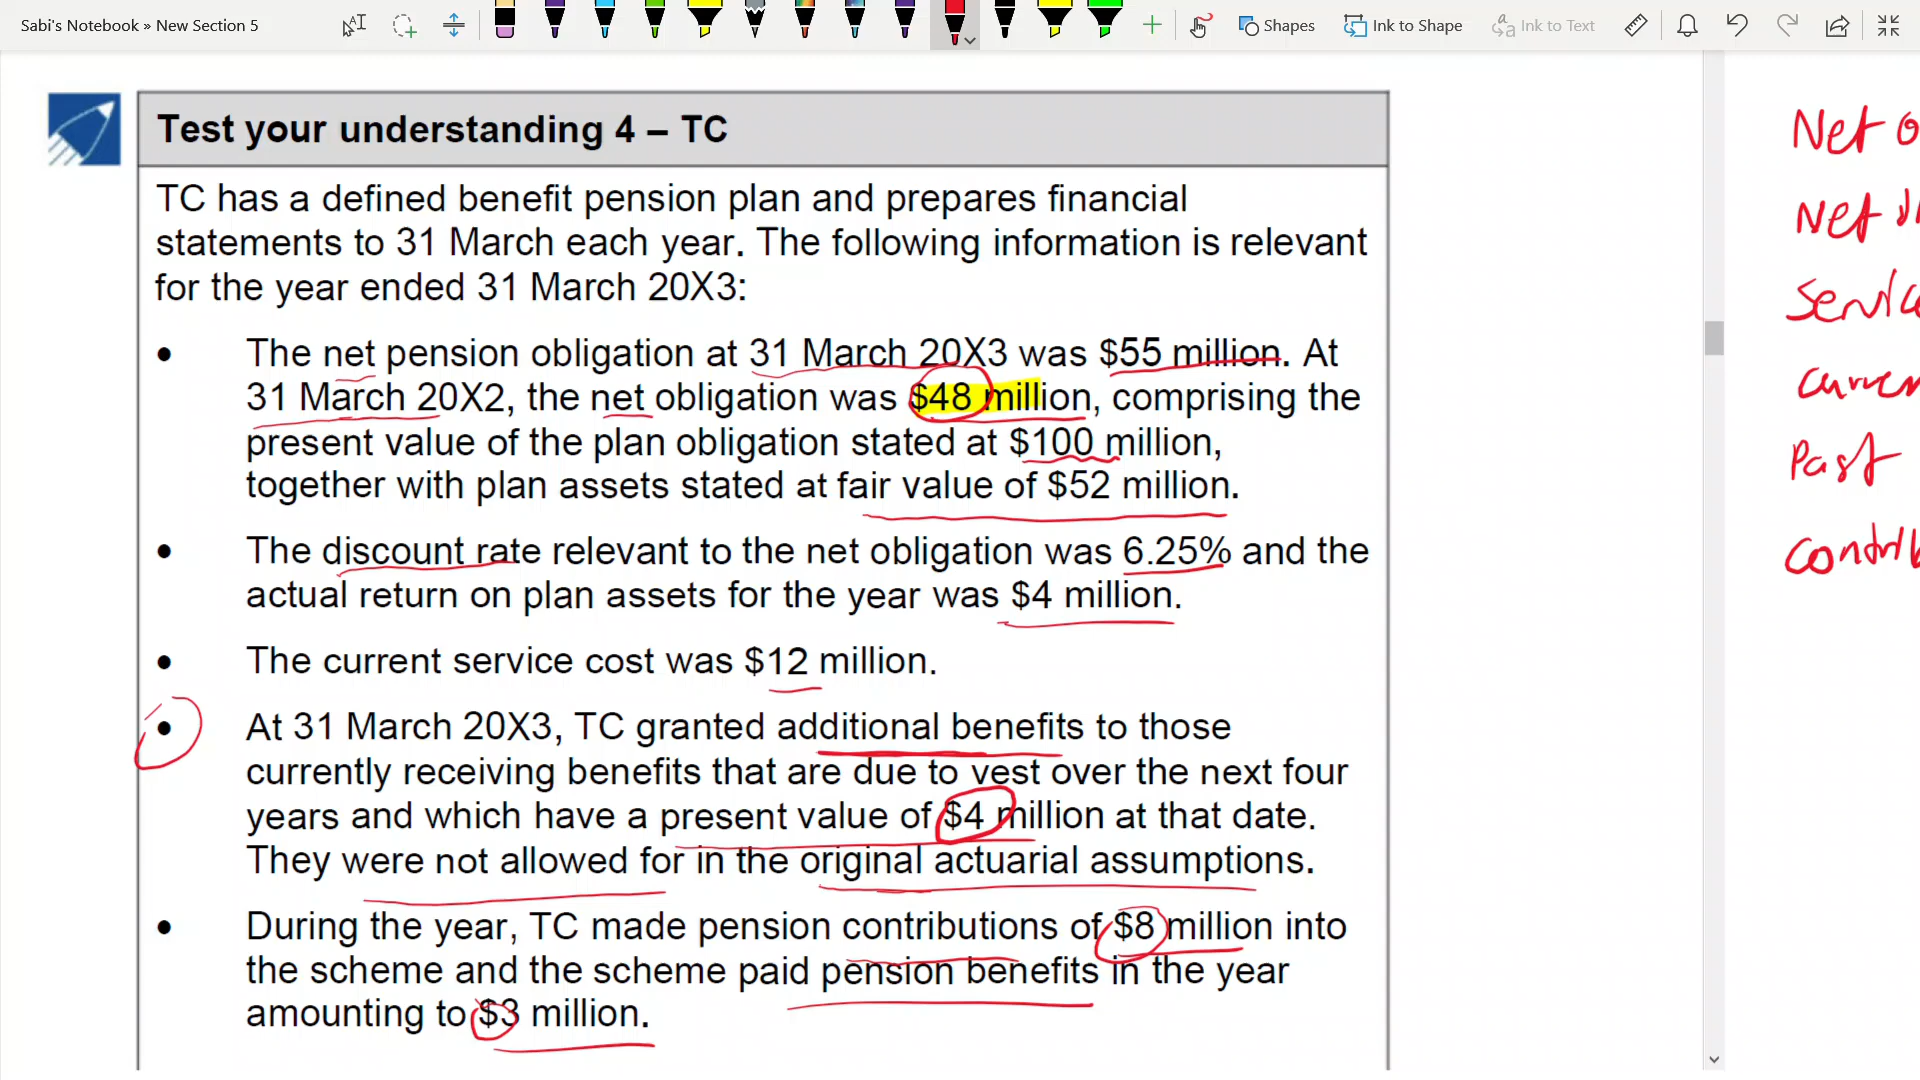 Sabi's Notebook » New Section 5
Shapes
Ink to Shape
Ink to Text
Test your understanding 4 – TC
TC has a defined benefit pension plan and prepares financial
statements to 31 March each year. The following information is relevant
for the year ended 31 March 20X3:
• The net pension obligation at 31 March 20X3 was $55 million. At
31 March 20X2, the net obligation was $48 million, comprising the
present value of the plan obligation stated at $100 million,
together with plan assets stated at fair value of $52 million.
• The discount rate relevant to the net obligation was 6.25% and the
actual return on plan assets for the year was $4 million.
• The current service cost was $12 million.
• At 31 March 20X3, TC granted additional benefits to those
currently receiving benefits that are due to vest over the next four
years and which have a present value of $4 million at that date.
They were not allowed for in the original actuarial assumptions.
• During the year, TC made pension contributions of $8 million into
the scheme and the scheme paid pension benefits in the year
amounting to $3 million.
Net
Net
Past